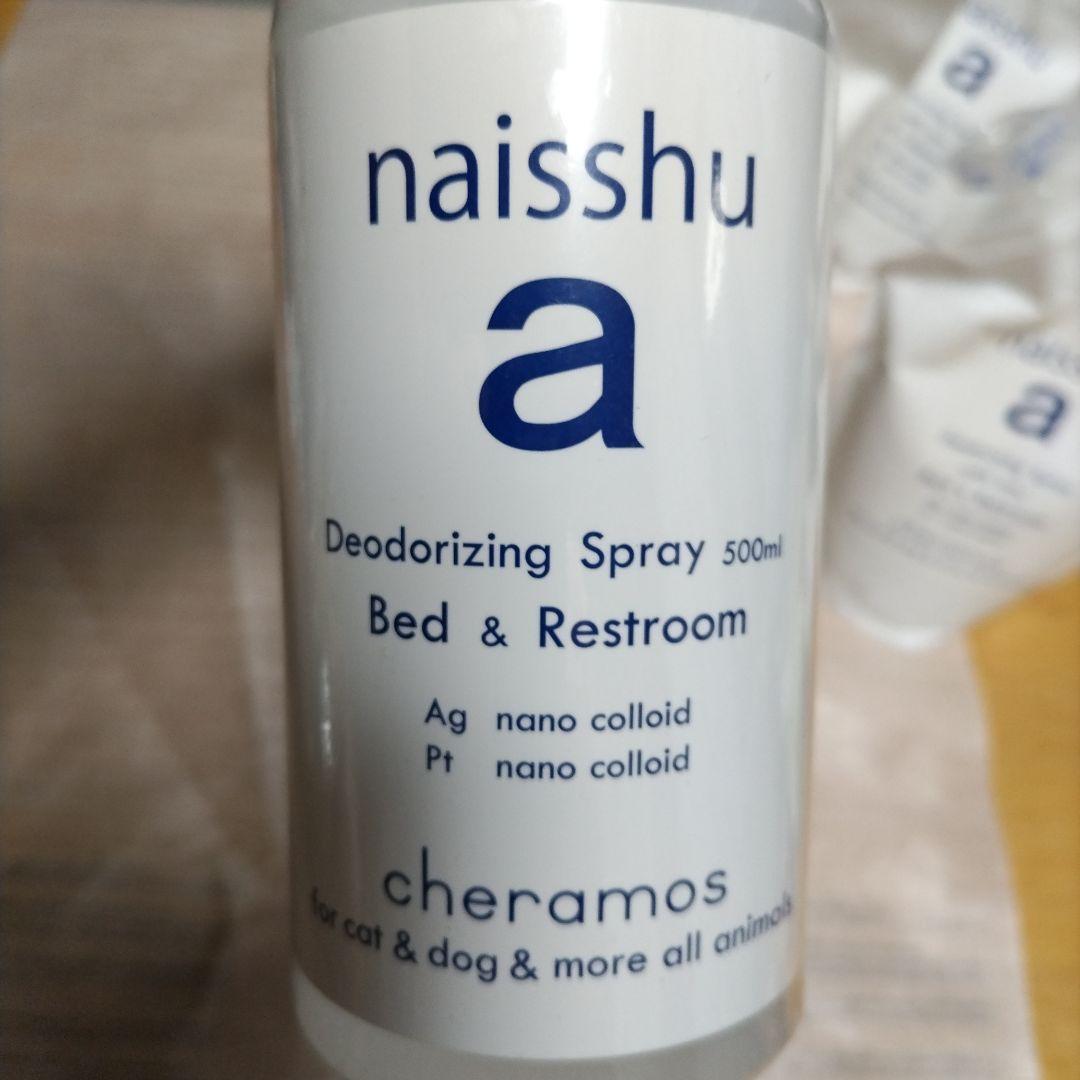 naisshu
a
Deodorizing Spray 500ml
Bed & Restroom
Ag nano colloid
Pt nano colloid
cheramos
for cat & dog & more all animals
a
a